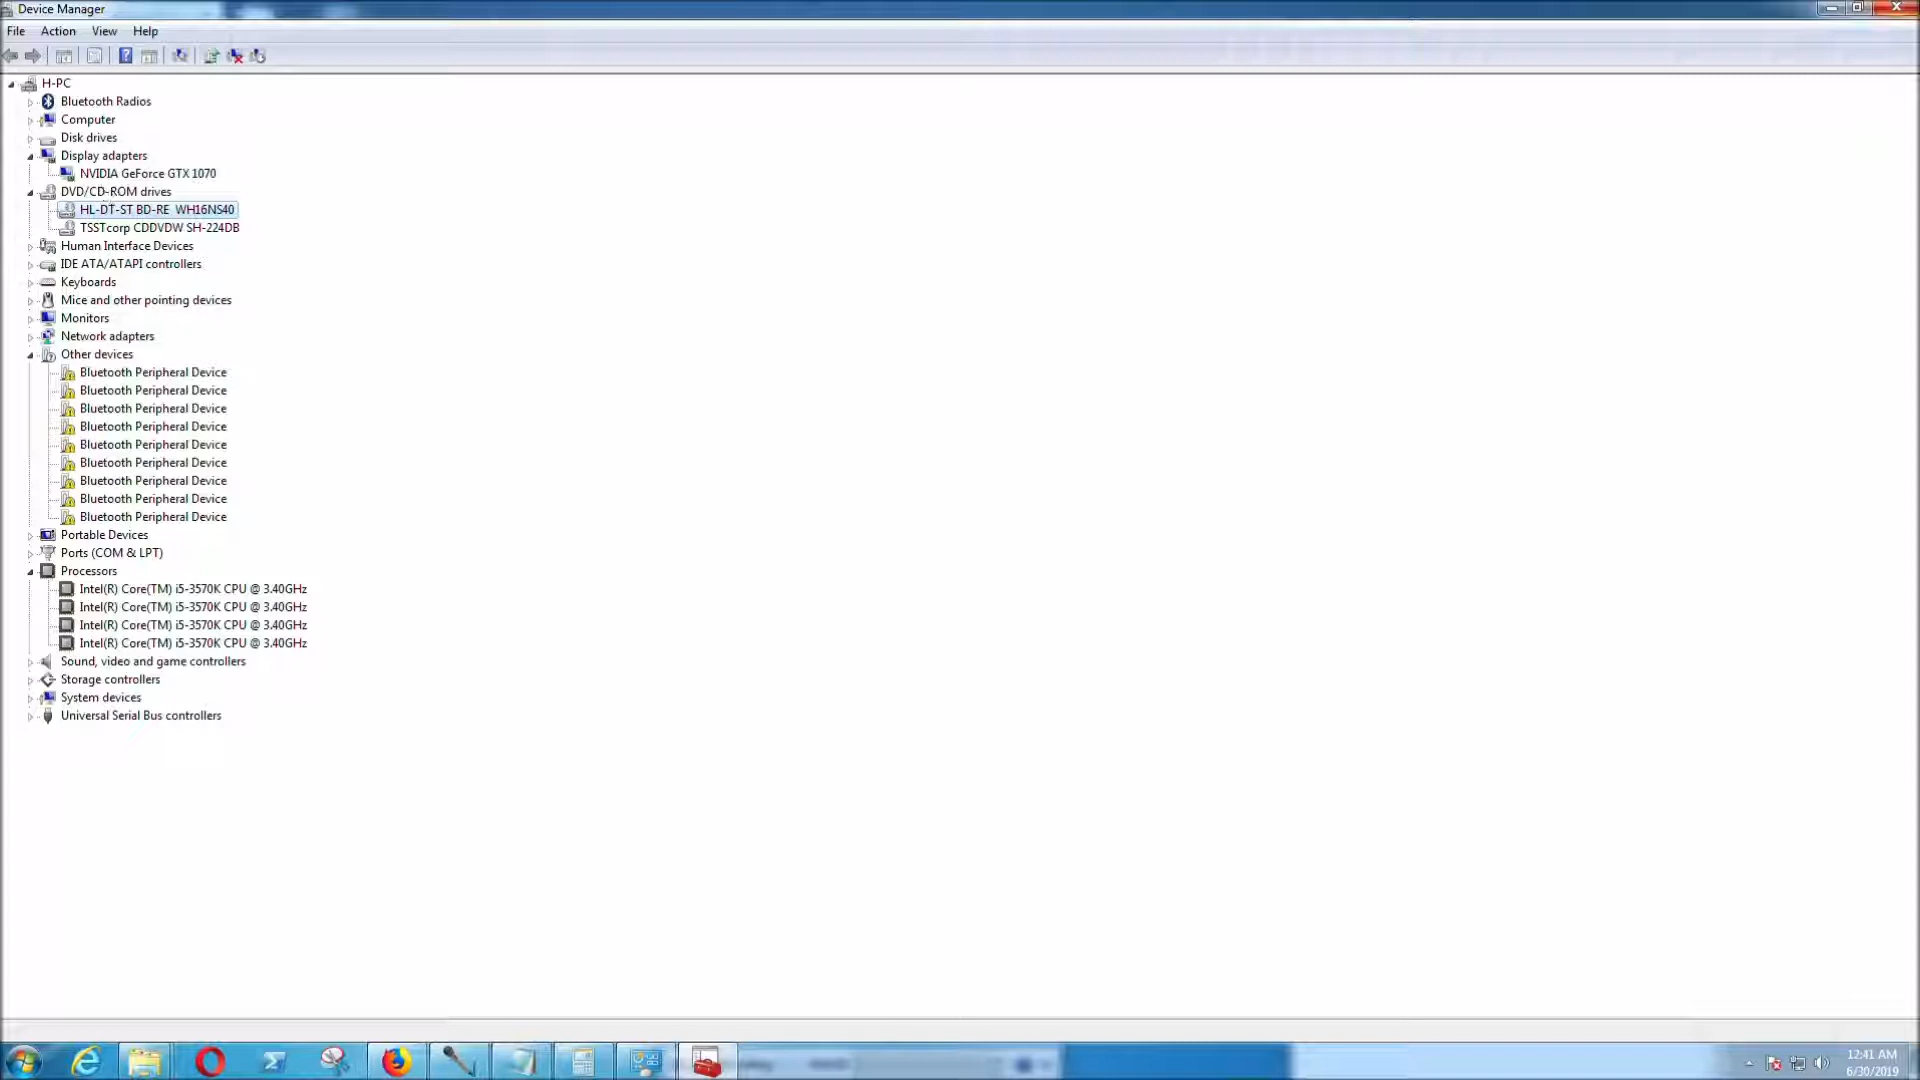 Device Manager
File Action View Help
H-PC
Bluetooth Radios
Computer
Disk drives
Display adapters
NVIDIA GeForce GTX 1070
DVD/CD-ROM drives
HL-DT-ST BD-RE WH16NS40
TSSTcorp CDDVDW SH-224DB
Human Interface Devices
IDE ATA/ATAPI controllers
Keyboards
Mice and other pointing devices
Monitors
Network adapters
Other devices
Bluetooth Peripheral Device
Bluetooth Peripheral Device
Bluetooth Peripheral Device
Bluetooth Peripheral Device
Bluetooth Peripheral Device
Bluetooth Peripheral Device
Bluetooth Peripheral Device
Bluetooth Peripheral Device
Bluetooth Peripheral Device
Portable Devices
Ports (COM & LPT)
Processors
Intel(R) Core(TM) i5-3570K CPU @ 3.40GHz
Intel(R) Core(TM) i5-3570K CPU @ 3.40GHz
Intel(R) Core(TM) i5-3570K CPU @ 3.40GHz
Intel(R) Core(TM) i5-3570K CPU @ 3.40GHz
Sound, video and game controllers
Storage controllers
System devices
Universal Serial Bus controllers
12:41 AM
6/30/2019